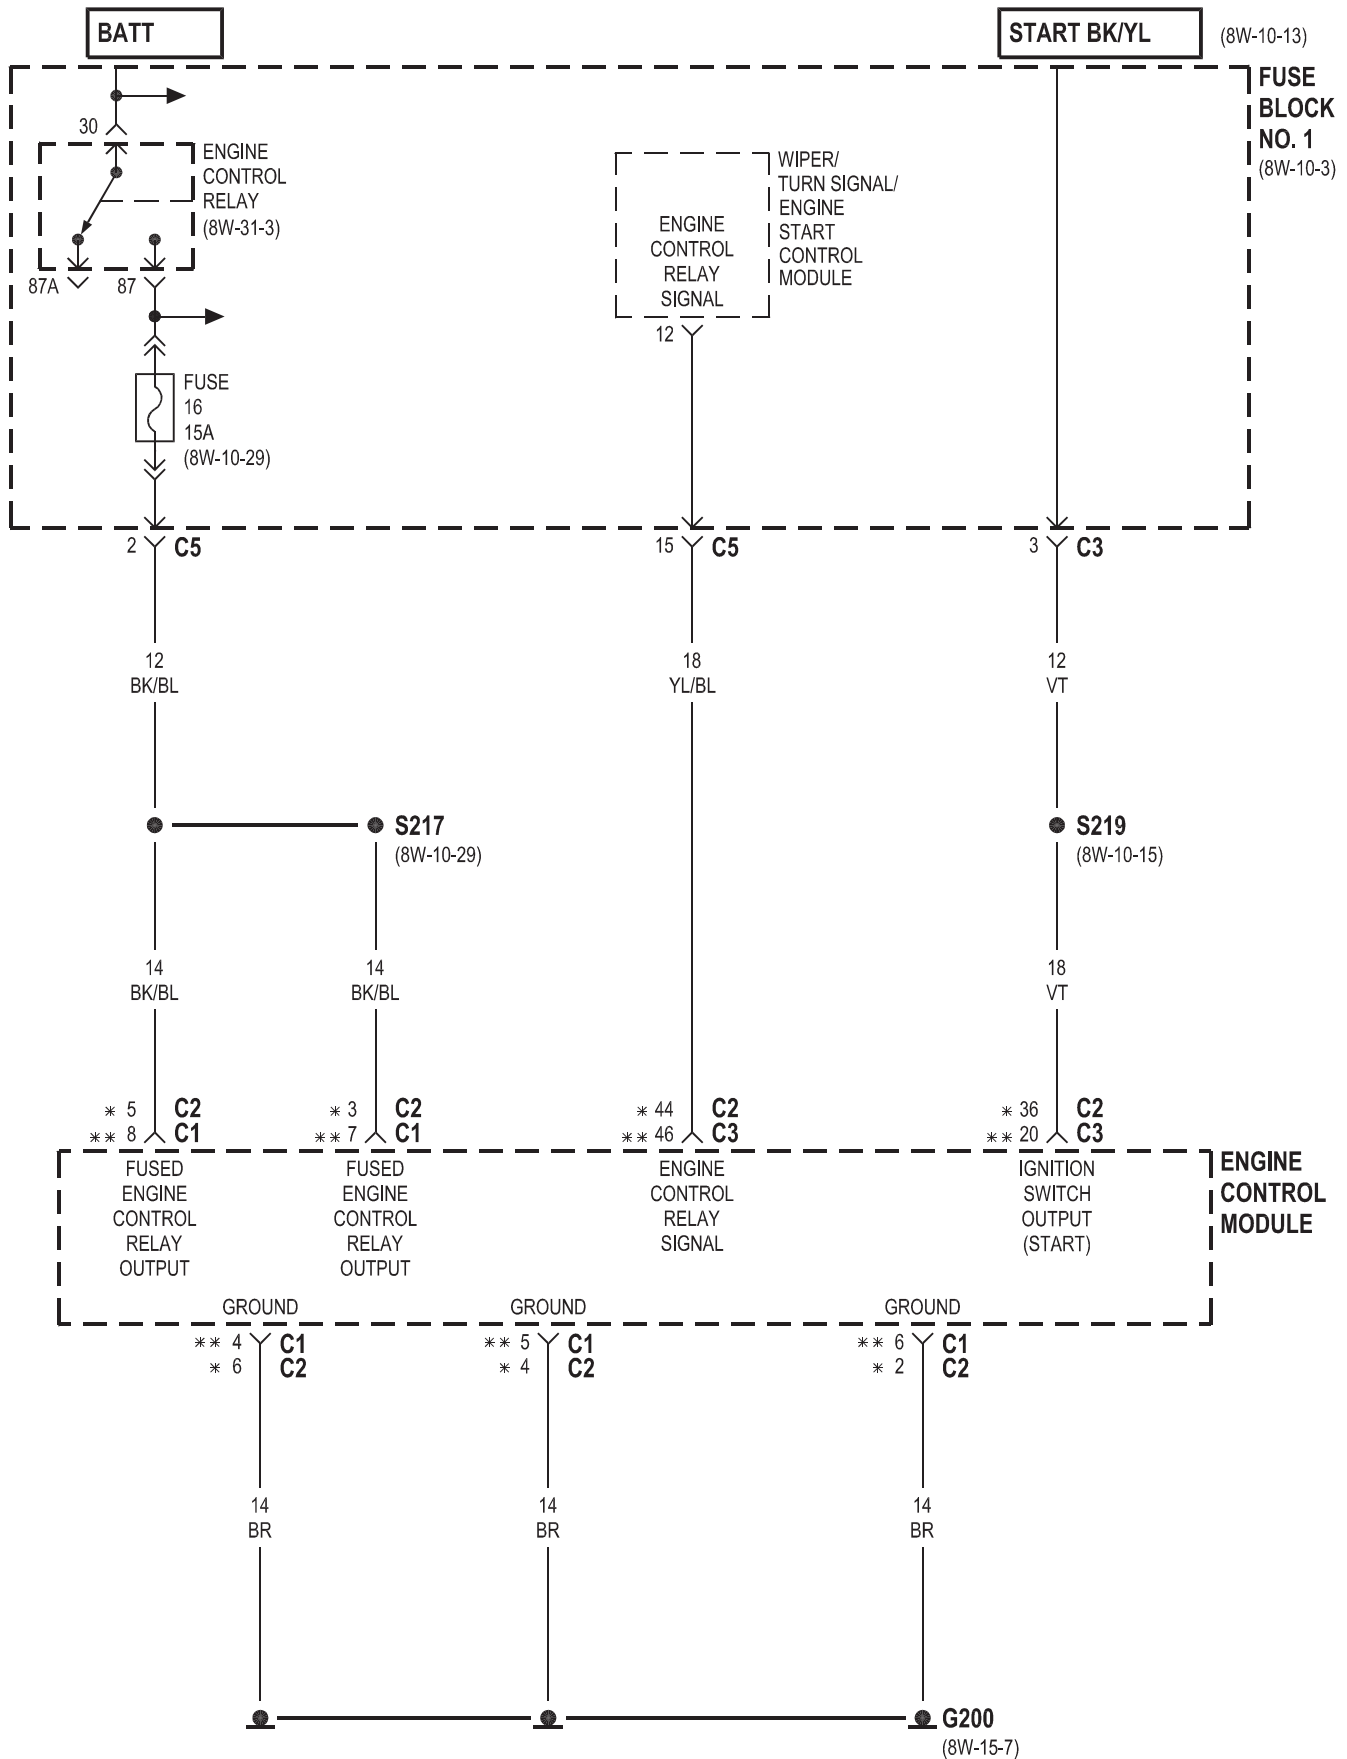 BATT
START BK/YL
(8W-10-13)
FUSE
BLOCK
NO. 1
(8W-10-3)
30
ENGINE
CONTROL
RELAY
(8W-31-3)
87A
87
FUSE
16
15A
(8W-10-29)
ENGINE
CONTROL
RELAY
SIGNAL
WIPER/
TURN SIGNAL/
ENGINE
START
CONTROL
MODULE
12
2 C5
15 C5
3 C3
12
BK/BL
18
YL/BL
12
VT
S217
(8W-10-29)
S219
(8W-10-15)
14
BK/BL
14
BK/BL
18
VT
* 5 C2
** 8 C1
* 3 C2
** 7 C1
* 44 C2
** 46 C3
* 36 C2
** 20 C3
FUSED
ENGINE
CONTROL
RELAY
OUTPUT
FUSED
ENGINE
CONTROL
RELAY
OUTPUT
ENGINE
CONTROL
RELAY
SIGNAL
IGNITION
SWITCH
OUTPUT
(START)
ENGINE
CONTROL
MODULE
GROUND
GROUND
GROUND
** 4 C1
* 6 C2
** 5 C1
* 4 C2
** 6 C1
* 2 C2
14
BR
14
BR
14
BR
G200
(8W-15-7)